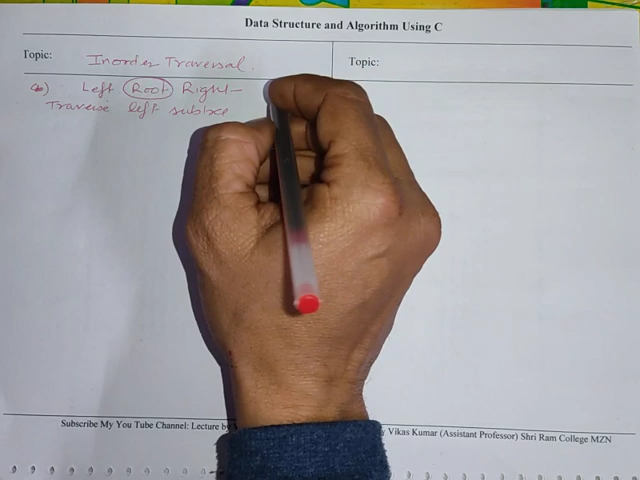 Data Structure and Algorithm Using C
Topic: Inorder Traversal.
Topic:
Left Root Right
Traverse left subtree
Subscribe My You Tube Channel: Lecture by Vikas Kumar (Assistant Professor) Shri Ram College MZN